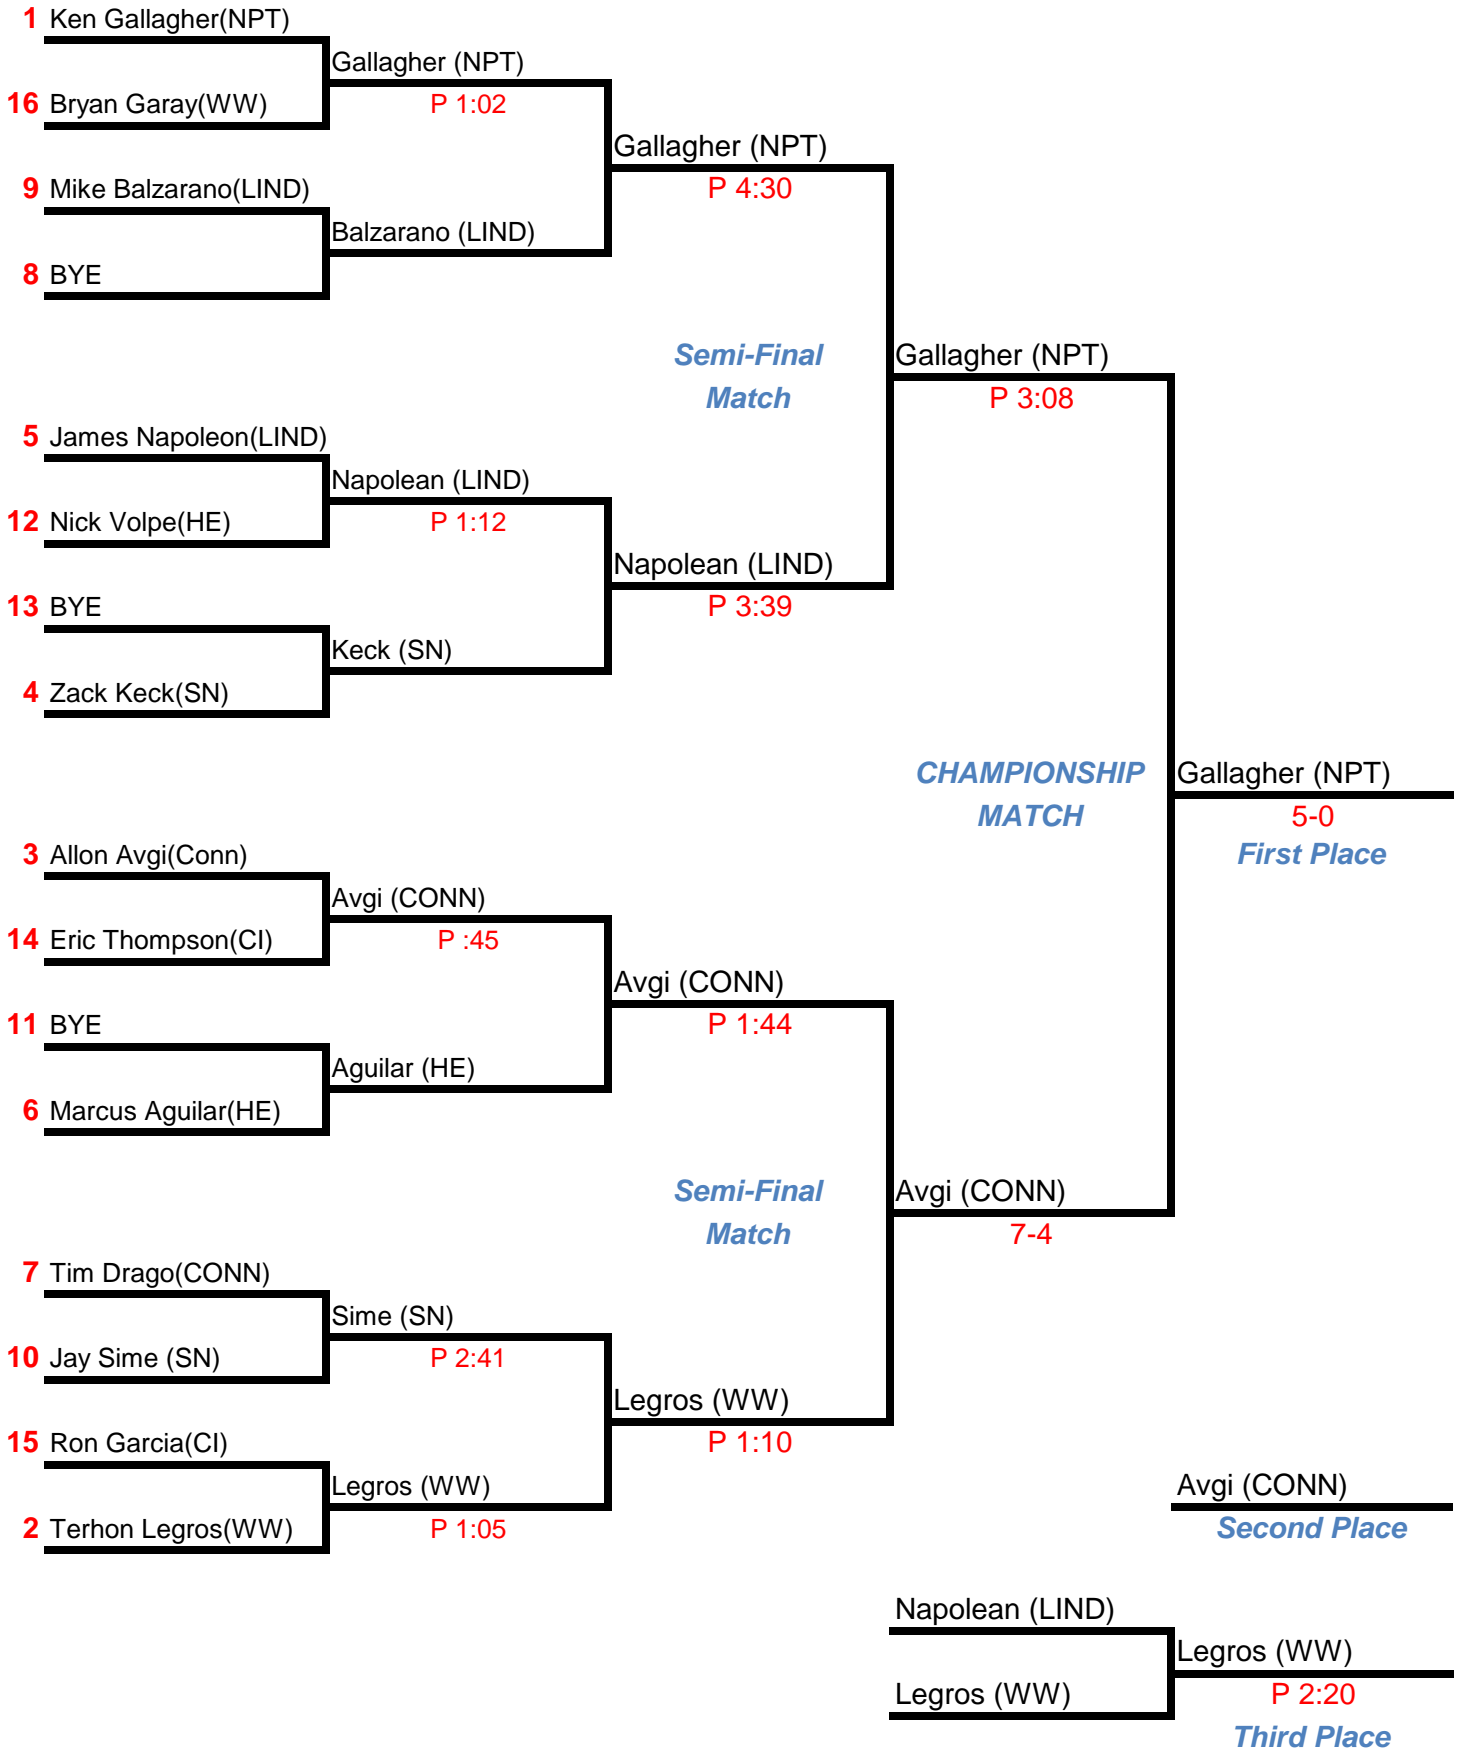 1 Ken Gallagher(NPT)
Gallagher (NPT)
16 Bryan Garay(WW)
P 1:02
Gallagher (NPT)
9 Mike Balzarano(LIND)
P 4:30
Balzarano (LIND)
8 BYE
Semi-Final
Match
Gallagher (NPT)
P 3:08
5 James Napoleon(LIND)
Napolean (LIND)
12 Nick Volpe(HE)
P 1:12
Napolean (LIND)
13 BYE
P 3:39
Keck (SN)
4 Zack Keck(SN)
CHAMPIONSHIP
MATCH
Gallagher (NPT)
5-0
First Place
3 Allon Avgi(Conn)
Avgi (CONN)
14 Eric Thompson(CI)
P :45
Avgi (CONN)
11 BYE
P 1:44
Aguilar (HE)
6 Marcus Aguilar(HE)
Semi-Final
Match
Avgi (CONN)
7-4
7 Tim Drago(CONN)
Sime (SN)
10 Jay Sime (SN)
P 2:41
Legros (WW)
15 Ron Garcia(CI)
P 1:10
Legros (WW)
2 Terhon Legros(WW)
P 1:05
Avgi (CONN)
Second Place
Napolean (LIND)
Legros (WW)
Legros (WW)
P 2:20
Third Place